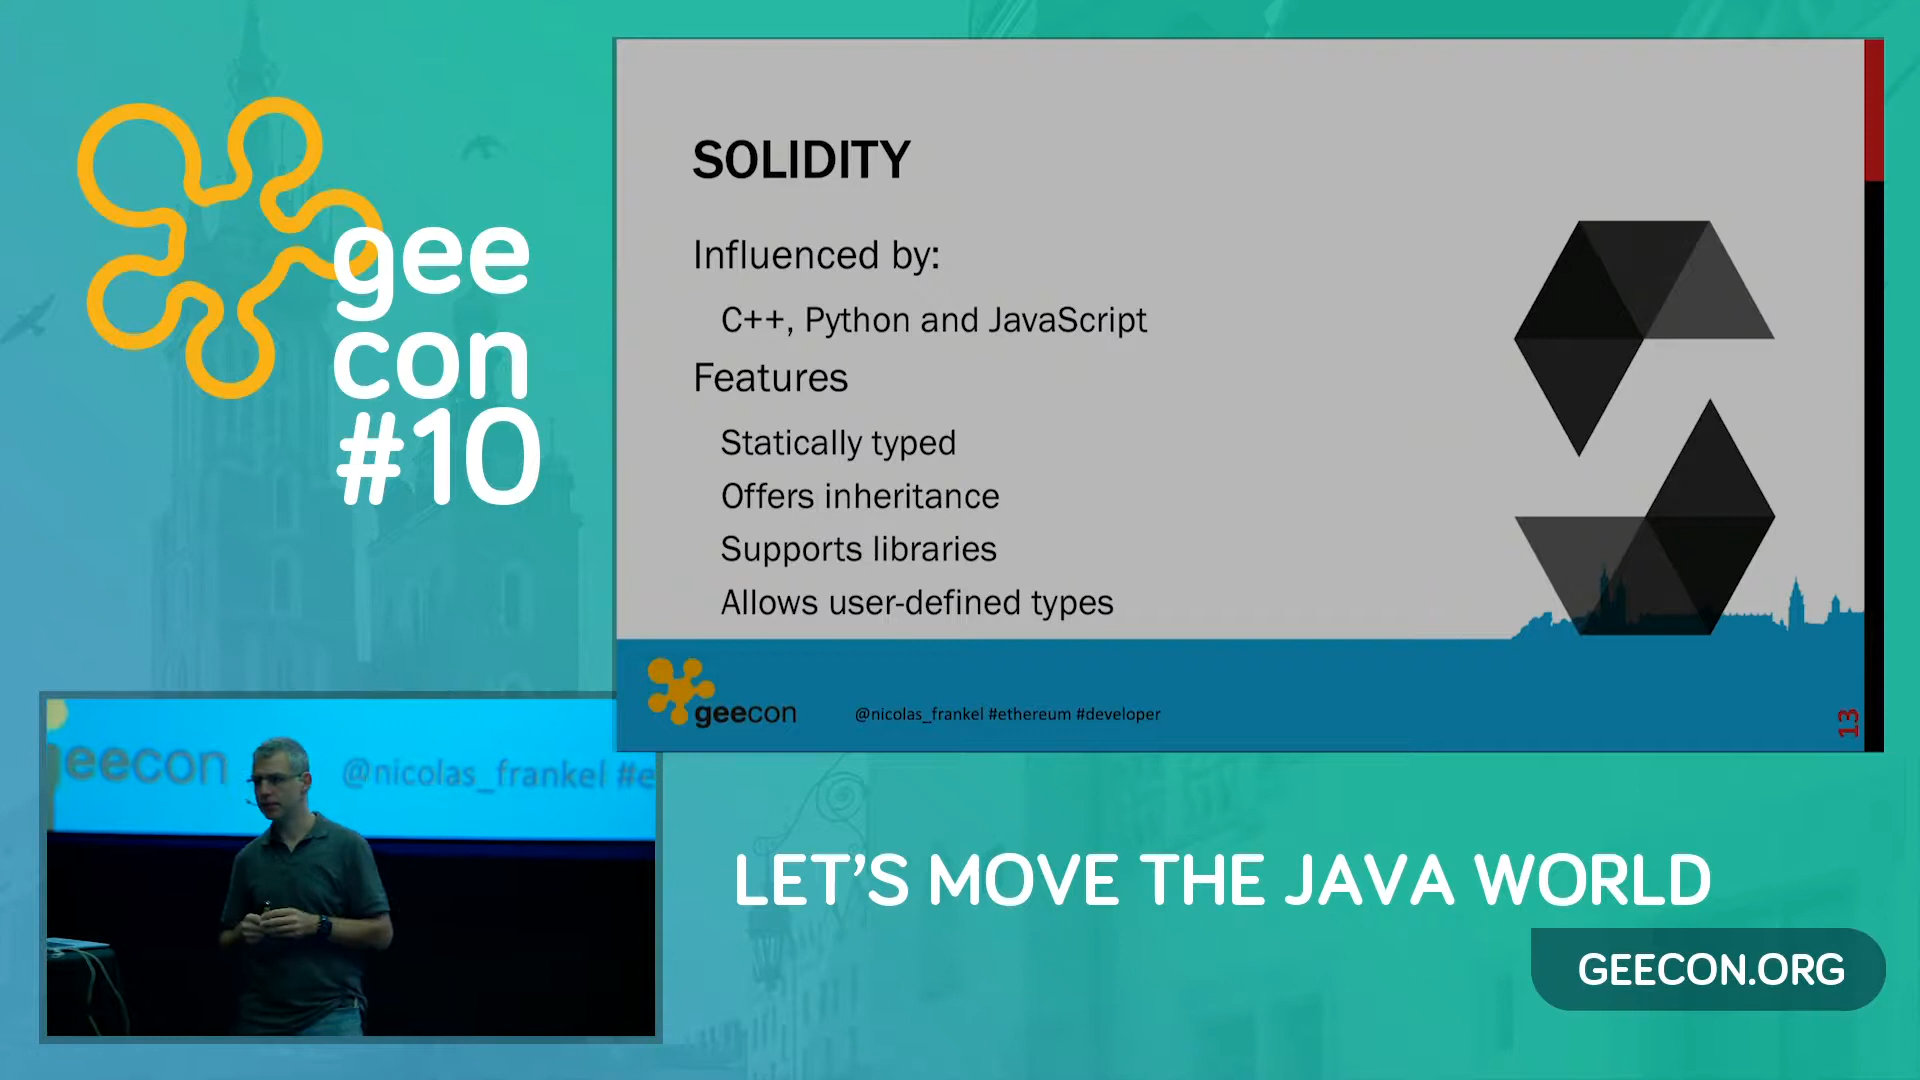 gee
con
#10
SOLIDITY
Influenced by:
C++, Python and JavaScript
Features
Statically typed
Offers inheritance
Supports libraries
Allows user-defined types
geecon
@nicolas_frankel #ethereum #developer
13
geecon
@nicolas_frankel #e
LET'S MOVE THE JAVA WORLD
GEECON.ORG